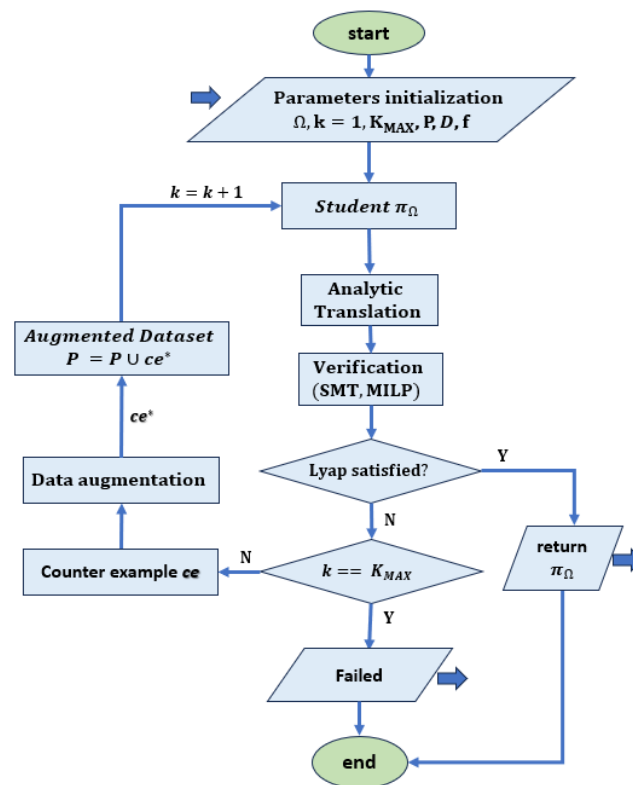 start
Parameters initialization
Ω, k = 1, K_MAX, P, D, f
k = k + 1
Student π_Ω
Analytic
Translation
Augmented Dataset
P = P ∪ ce*
Verification
(SMT, MILP)
ce*
Lyap satisfied?
Y
Data augmentation
N
return
π_Ω
Counter example ce
N
k == K_MAX
Y
Failed
end